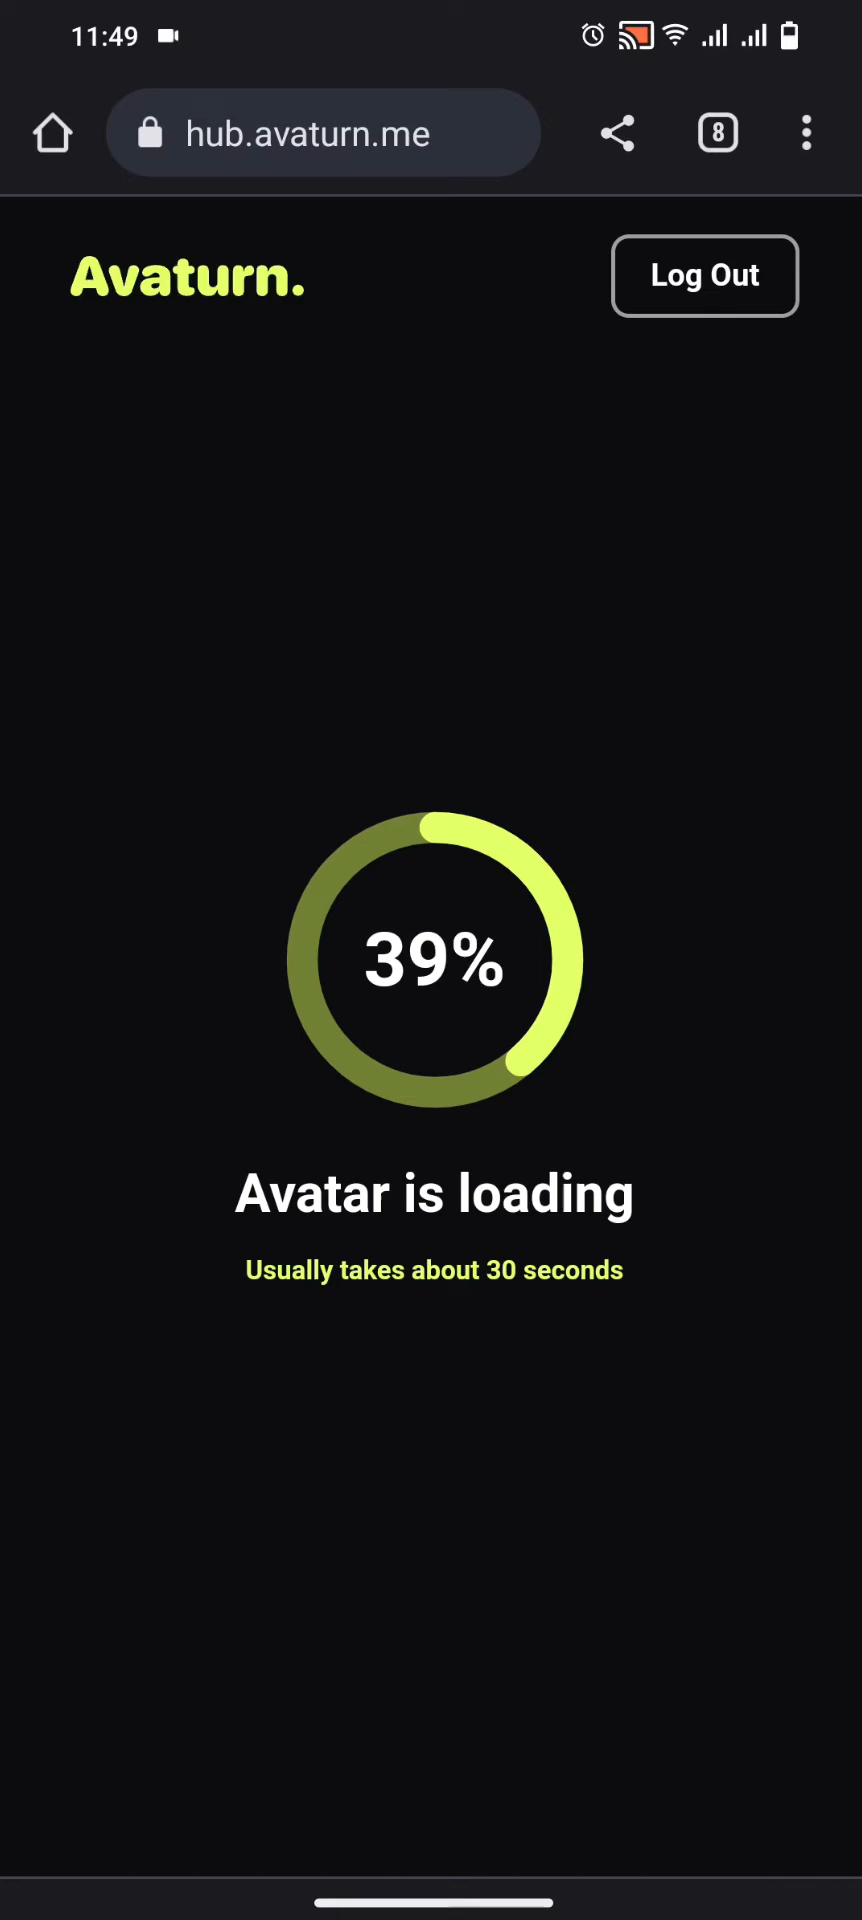 11:49
hub.avaturn.me
8
Avaturn.
Log Out
39%
Avatar is loading
Usually takes about 30 seconds